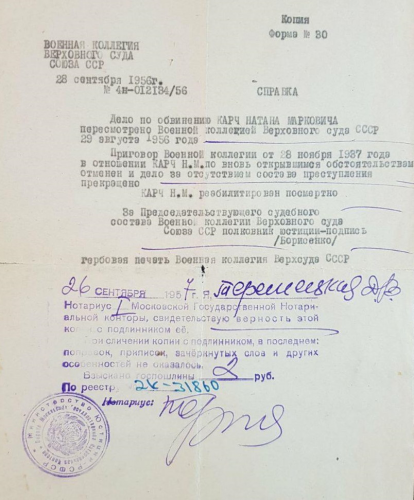 Копия
Форма № 30
ВОЕННАЯ КОЛЛЕГИЯ
ВЕРХОВНОГО СУДА
СОЮЗА ССР
28 сентября 1956г.
№ 4н-012134/56
СПРАВКА
Дело по обвинению КАРЧ НАТАНА МАРКОВИЧА
пересмотрено Военной коллегией Верховного суда СССР
29 августа 1956 года
Приговор Военной коллегии от 28 ноября 1937 года
в отношении КАРЧ Н.М. по вновь открывшимся обстоятельствам
отменен и дело за отсутствием состава преступления
прекращено
КАРЧ Н.М. реабилитирован посмертно
За Председательствующего судебного
состава Военной коллегии Верховного суда
Союза ССР полковник юстиции-подпись
/Борисенко/
гербовая печать Военная коллегия Верхсуда СССР
26 СЕНТЯБРЯ 1957 г. Я,
Нотариус I Московской Государственной Нотари-
альной конторы, свидетельствую верность этой
копии с подлинником её,
При сличении копии с подлинником, в последнем:
поправок, приписок, зачёркнутых слов и других
особенностей не оказалось.
Взыскано госпошлины 2 руб.
По реестру 2К-31860
Нотариус: